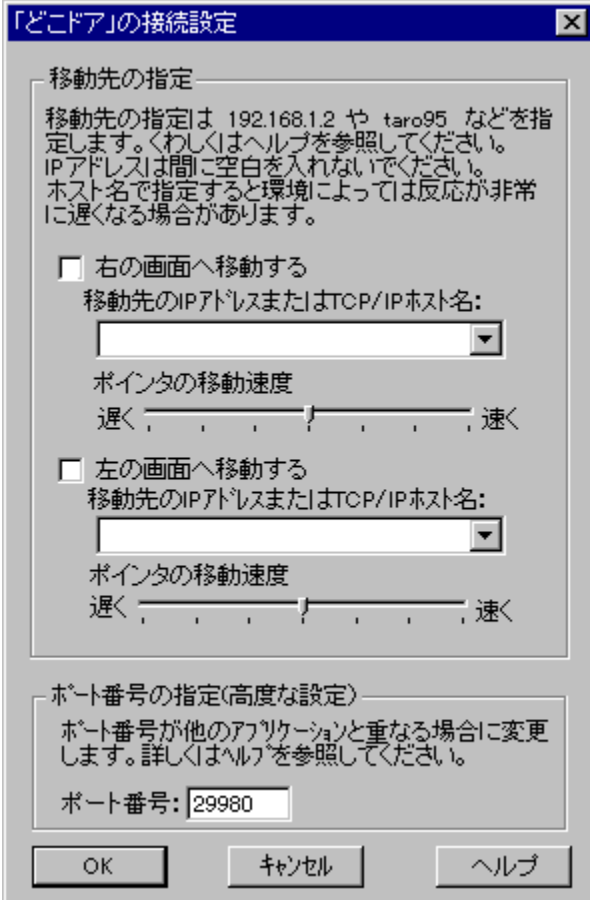 「どこドア」の接続設定
移動先の指定
移動先の指定は 192.168.1.2 や taro95 などを指
定します。くわしくはヘルプを参照してください。
IPアドレスは間に空白を入れないでください。
ホスト名で指定すると環境によっては反応が非常
に遅くなる場合があります。
右の画面へ移動する
移動先のIPアドレスまたはTCP/IPホスト名:
ポインタの移動速度
遅く 速く
左の画面へ移動する
移動先のIPアドレスまたはTCP/IPホスト名:
ポインタの移動速度
遅く 速く
ポート番号の指定(高度な設定)
ポート番号が他のアプリケーションと重なる場合に変更
します。詳しくはヘルプを参照してください。
ポート番号: 29980
OK キャンセル ヘルプ